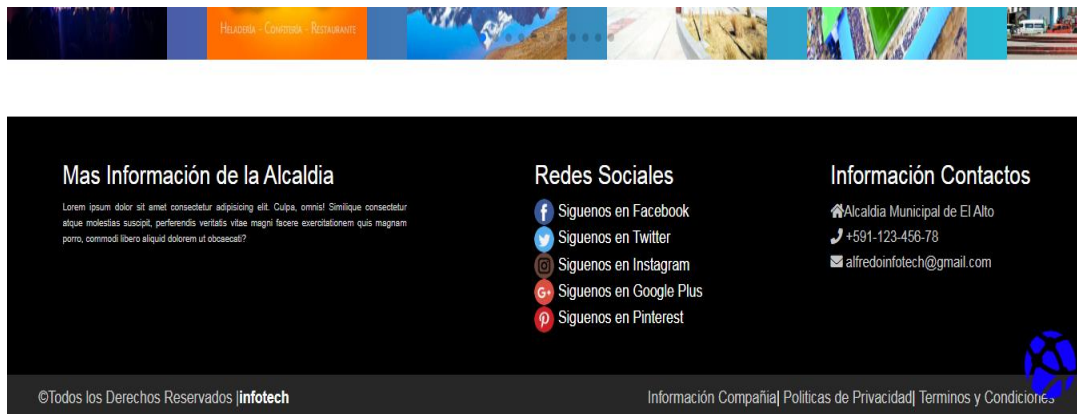 HELADERÍA - CONFITERÍA - RESTAURANTE
Mas Información de la Alcaldia
Lorem ipsum dolor sit amet consectetur adipisicing elit. Culpa, omnis! Similique consectetur
atque molestias suscipit, perferendis veritatis vitae magni facere exercitationem quis magnam
porro, commodi libero aliquid dolorem ut obcaecati?
Redes Sociales
Siguenos en Facebook
Siguenos en Twitter
Siguenos en Instagram
Siguenos en Google Plus
Siguenos en Pinterest
Información Contactos
Alcaldia Municipal de El Alto
+591-123-456-78
alfredoinfotech@gmail.com
©Todos los Derechos Reservados |infotech
Información Compañia| Politicas de Privacidad| Terminos y Condiciones